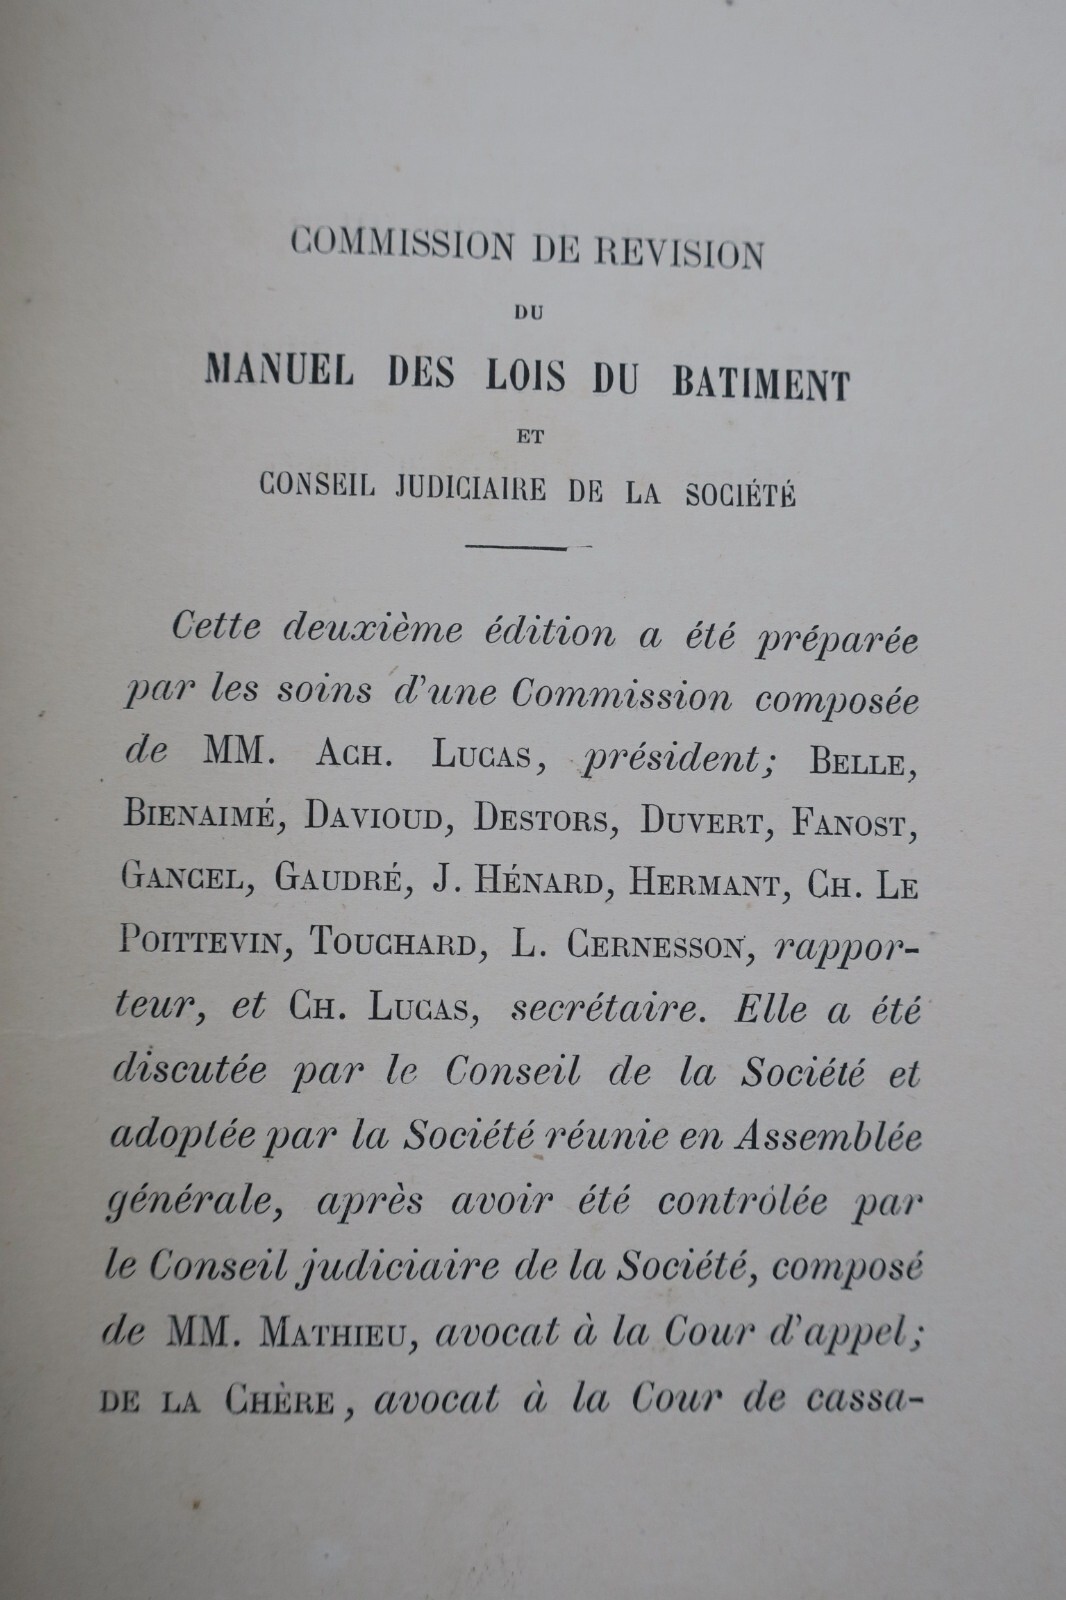 COMMISSION DE REVISION
DU
MANUEL DES LOIS DU BATIMENT
ET
CONSEIL JUDICIAIRE DE LA SOCIÉTÉ
Cette deuxième édition a été préparée
par les soins d'une Commission composée
de MM. ACH. LUCAS, président; BELLE,
BIENAIMÉ, DAVIOUD, DESTORS, DUVERT, FANOST,
GANCEL, GAUDRÉ, J. HÉNARD, HERMANT, CH. LE
POITTEVIN, TOUCHARD, L. CERNESSON, rappor-
teur, et CH. LUCAS, secrétaire. Elle a été
discutée par le Conseil de la Société et
adoptée par la Société réunie en Assemblée
générale, après avoir été contrôlée par
le Conseil judiciaire de la Société, composé
de MM. MATHIEU, avocat à la Cour d'appel;
DE LA CHÈRE, avocat à la Cour de cassa-